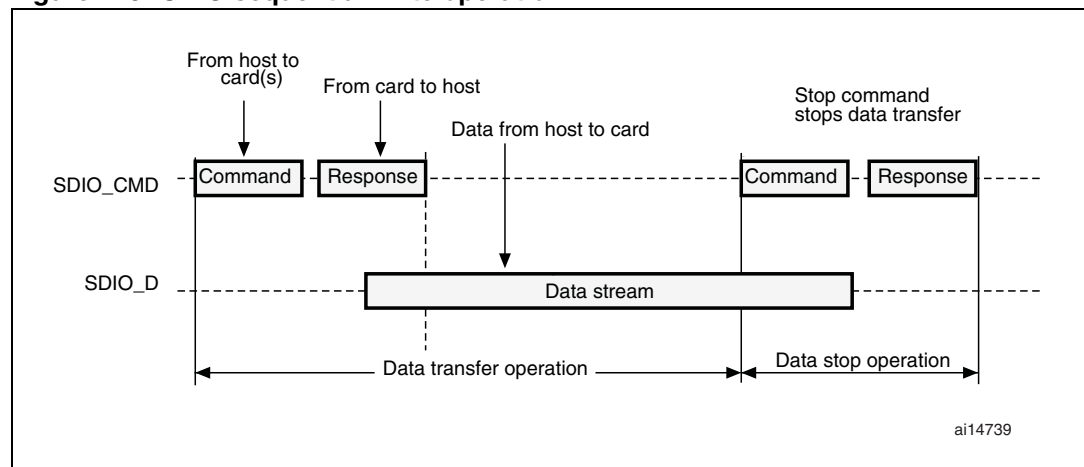 From host to
card(s)
From card to host
Stop command
stops data transfer
Data from host to card
SDIO_CMD
Command
Response
Command
Response
SDIO_D
Data stream
Data transfer operation
Data stop operation
ai14739